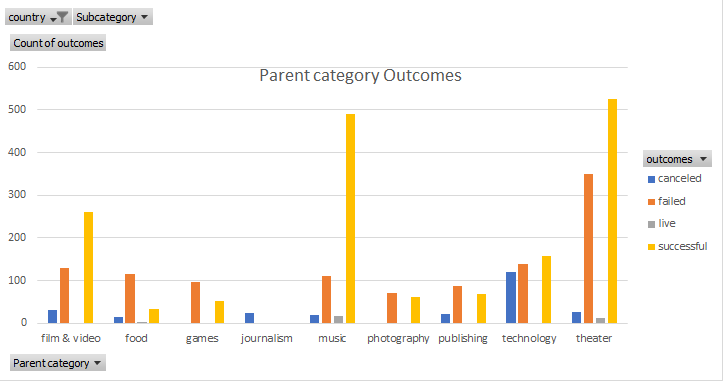 country Subcategory
Count of outcomes
Parent category Outcomes
600
500
400
300
200
100
0
film & video food games journalism music photography publishing technology theater
outcomes
canceled
failed
live
successful
Parent category